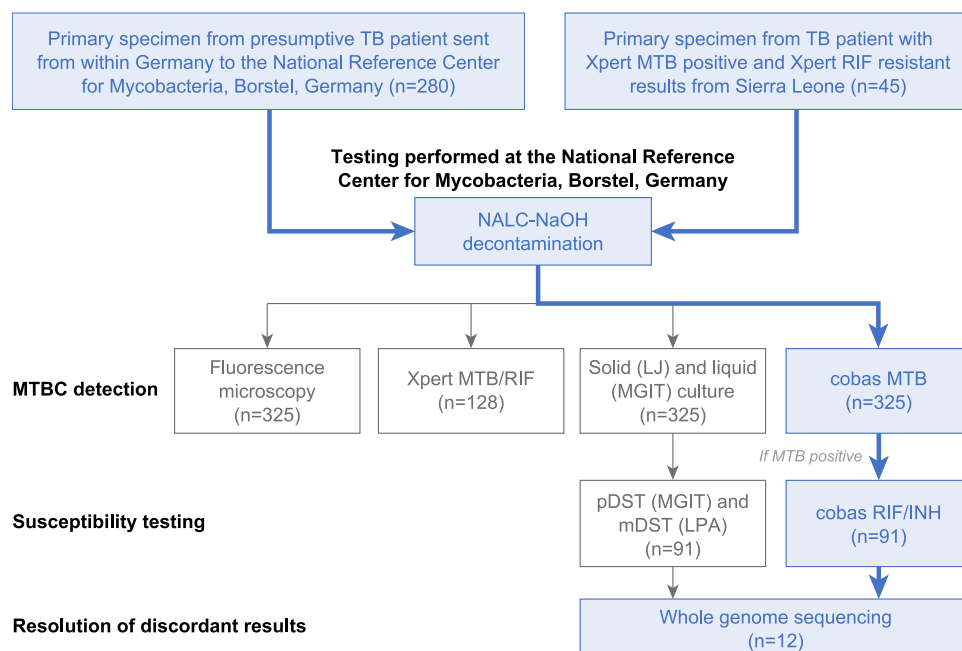 Primary specimen from presumptive TB patient sent
from within Germany to the National Reference Center
for Mycobacteria, Borstel, Germany (n=280)
Primary specimen from TB patient with
Xpert MTB positive and Xpert RIF resistant
results from Sierra Leone (n=45)
Testing performed at the National Reference
Center for Mycobacteria, Borstel, Germany
NALC-NaOH
decontamination
MTBC detection
Fluorescence
microscopy
(n=325)
Xpert MTB/RIF
(n=128)
Solid (LJ) and liquid
(MGIT) culture
(n=325)
cobas MTB
(n=325)
If MTB positive
Susceptibility testing
pDST (MGIT) and
mDST (LPA)
(n=91)
cobas RIF/INH
(n=91)
Resolution of discordant results
Whole genome sequencing
(n=12)